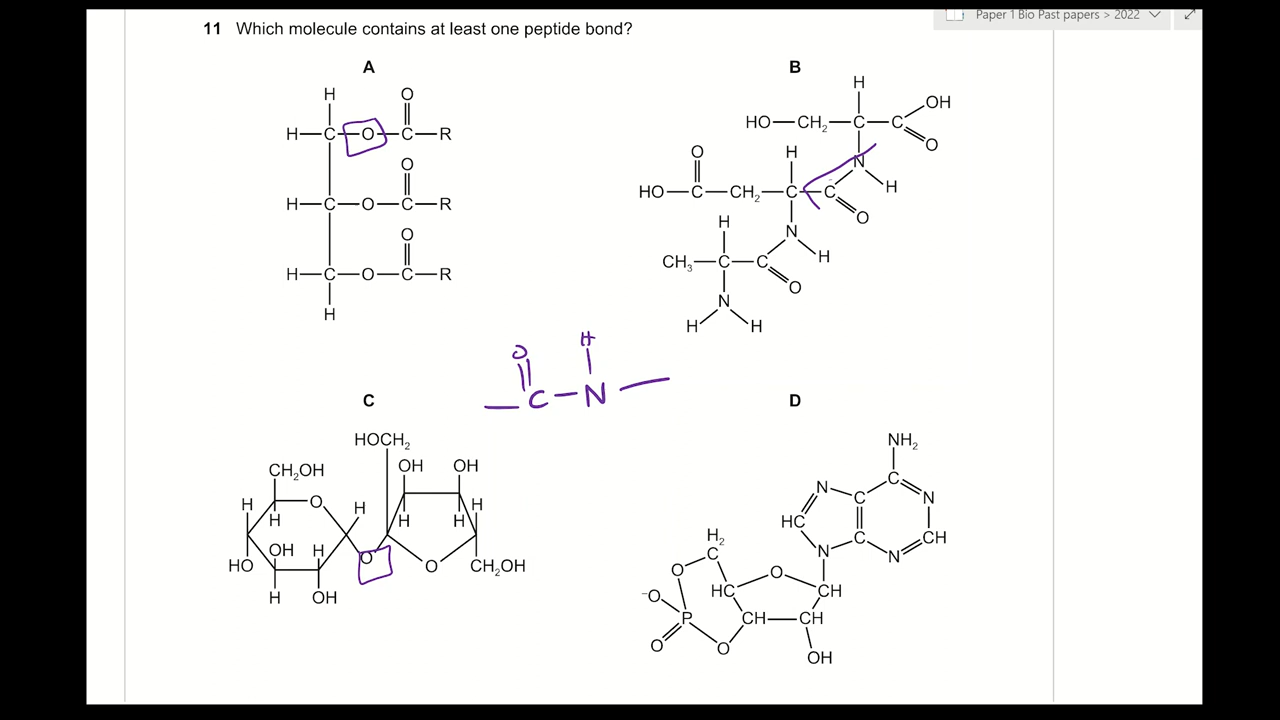 Paper 1 Bio Past papers > 2022
11 Which molecule contains at least one peptide bond?
A
H O
H C O C R
O
H C O C R
O
H C O C R
H
B
H OH
HO CH2 C C
O
O H N
H
HO C CH2 C C
O
H N
H
CH3 C C
O
N
H H
O H
C N
C
HOCH2
CH2OH OH OH
H O H H
H H H
OH H
HO O O CH2OH
H OH
D
NH2
N C N
C
HC CH
C
H2 N N
C
O O
HC CH
⁻O
P CH CH
O O
OH